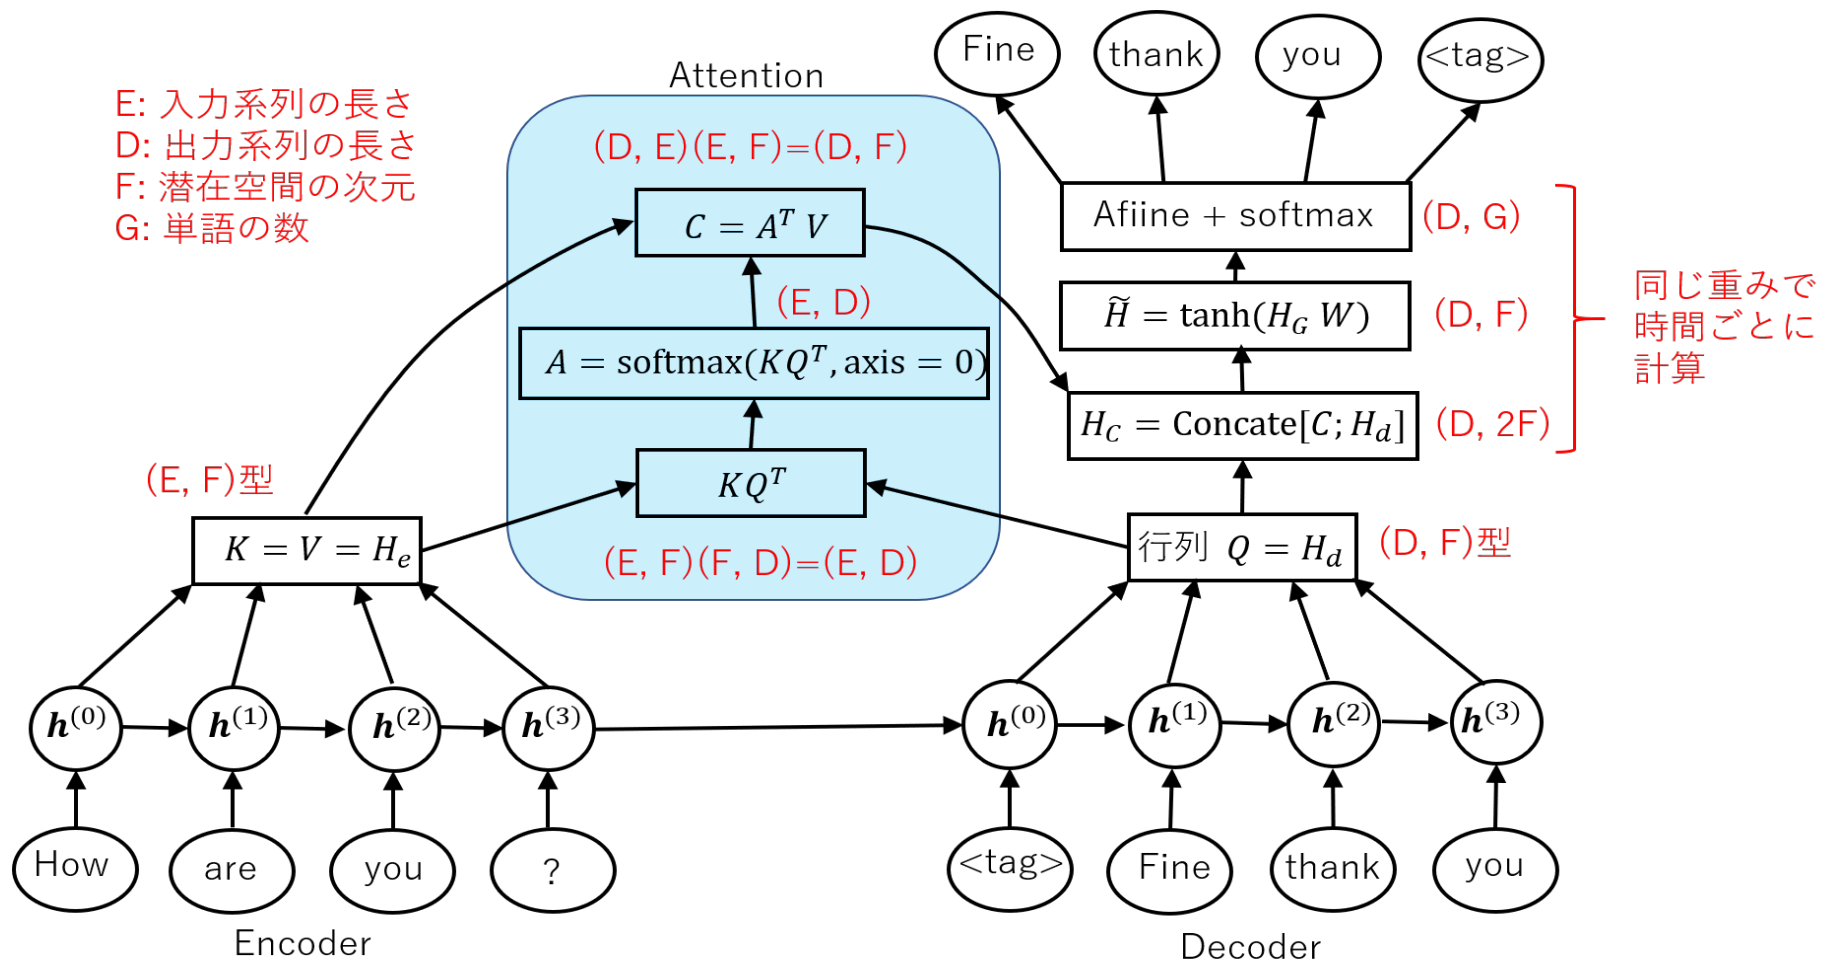 E: 入力系列の長さ
D: 出力系列の長さ
F: 潜在空間の次元
G: 単語の数
Attention
(D, E)(E, F)=(D, F)
C = A^T V
(E, D)
A = softmax(KQ^T, axis = 0)
KQ^T
(E, F)(F, D)=(E, D)
(E, F)型
K = V = H_e
h^(0) h^(1) h^(2) h^(3)
How are you ?
Encoder
Fine thank you <tag>
Afiine + softmax (D, G)
H̃ = tanh(H_G W) (D, F)
H_C = Concate[C; H_d] (D, 2F)
同じ重みで
時間ごとに
計算
行列 Q = H_d (D, F)型
h^(0) h^(1) h^(2) h^(3)
<tag> Fine thank you
Decoder